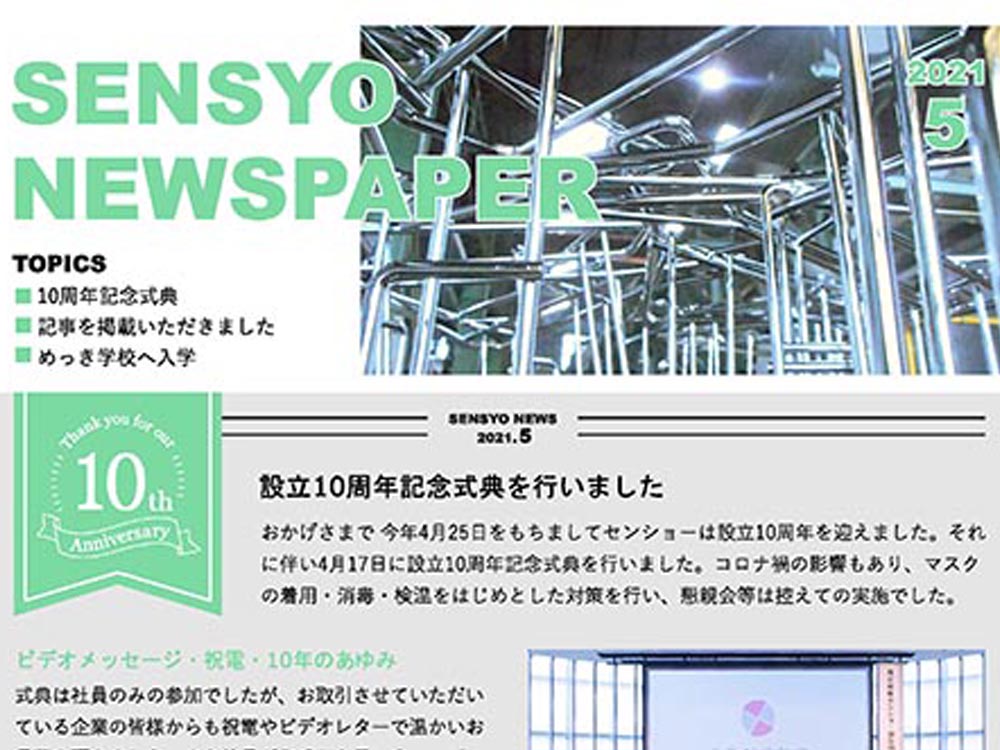 SENSYO
NEWSPAPER
2021
5
TOPICS
10周年記念式典
記事を掲載いただきました
めっき学校へ入学
Thank you for our
10th
Anniversary
SENSYO NEWS
2021.5
設立10周年記念式典を行いました
おかげさまで 今年4月25日をもちましてセンショーは設立10周年を迎えました。それ
に伴い4月17日に設立10周年記念式典を行いました。コロナ禍の影響もあり、マスク
の着用・消毒・検温をはじめとした対策を行い、懇親会等は控えての実施でした。
ビデオメッセージ・祝電・10年のあゆみ
式典は社員のみの参加でしたが、お取引させていただい
ている企業の皆様からも祝電やビデオレターで温かいお